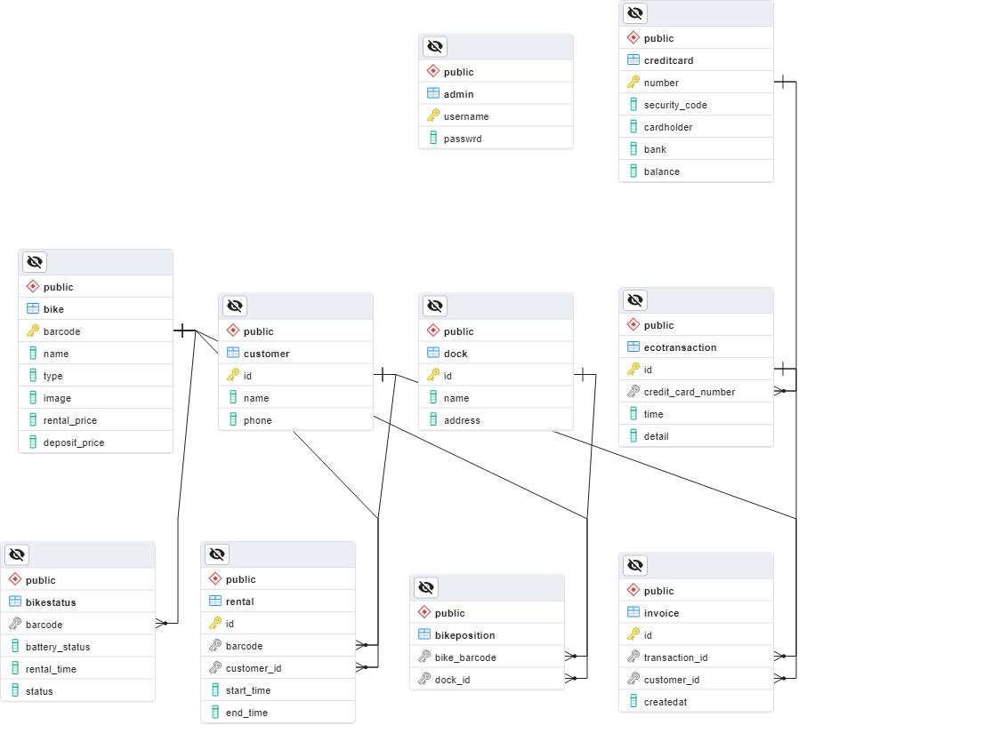 public
admin
username
passwrd
public
creditcard
number
security_code
cardholder
bank
balance
public
bike
barcode
name
type
image
rental_price
deposit_price
public
customer
id
name
phone
public
dock
id
name
address
public
ecotransaction
id
credit_card_number
time
detail
public
bikestatus
barcode
battery_status
rental_time
status
public
rental
id
barcode
customer_id
start_time
end_time
public
bikeposition
bike_barcode
dock_id
public
invoice
id
transaction_id
customer_id
createdat